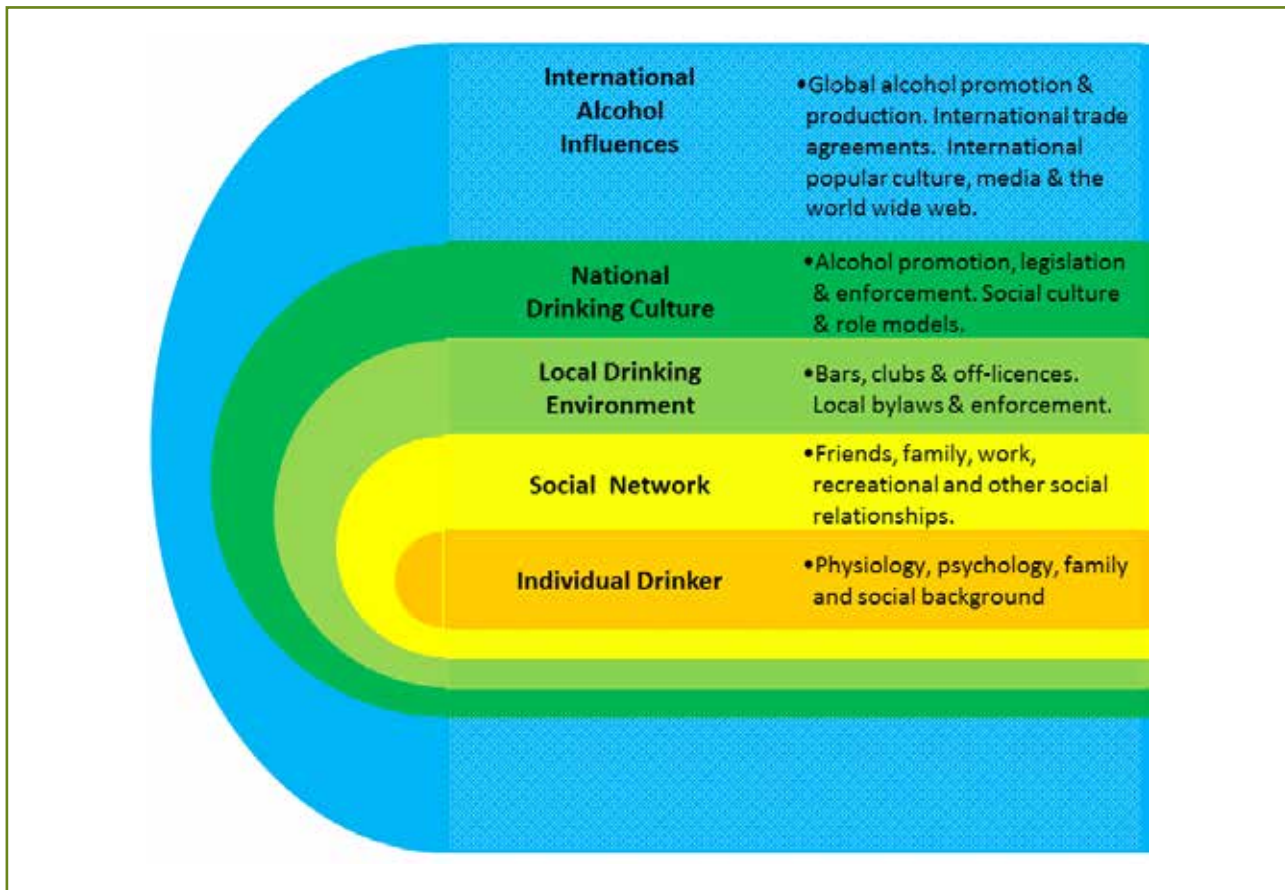 International
Alcohol
Influences
•Global alcohol promotion &
production. International trade
agreements.  International
popular culture, media & the
world wide web.
National
Drinking Culture
•Alcohol promotion, legislation
& enforcement. Social culture
& role models.
Local Drinking
Environment
•Bars, clubs & off-licences.
Local bylaws & enforcement.
Social  Network
•Friends, family, work,
recreational and other social
relationships.
Individual Drinker
•Physiology, psychology, family
and social background